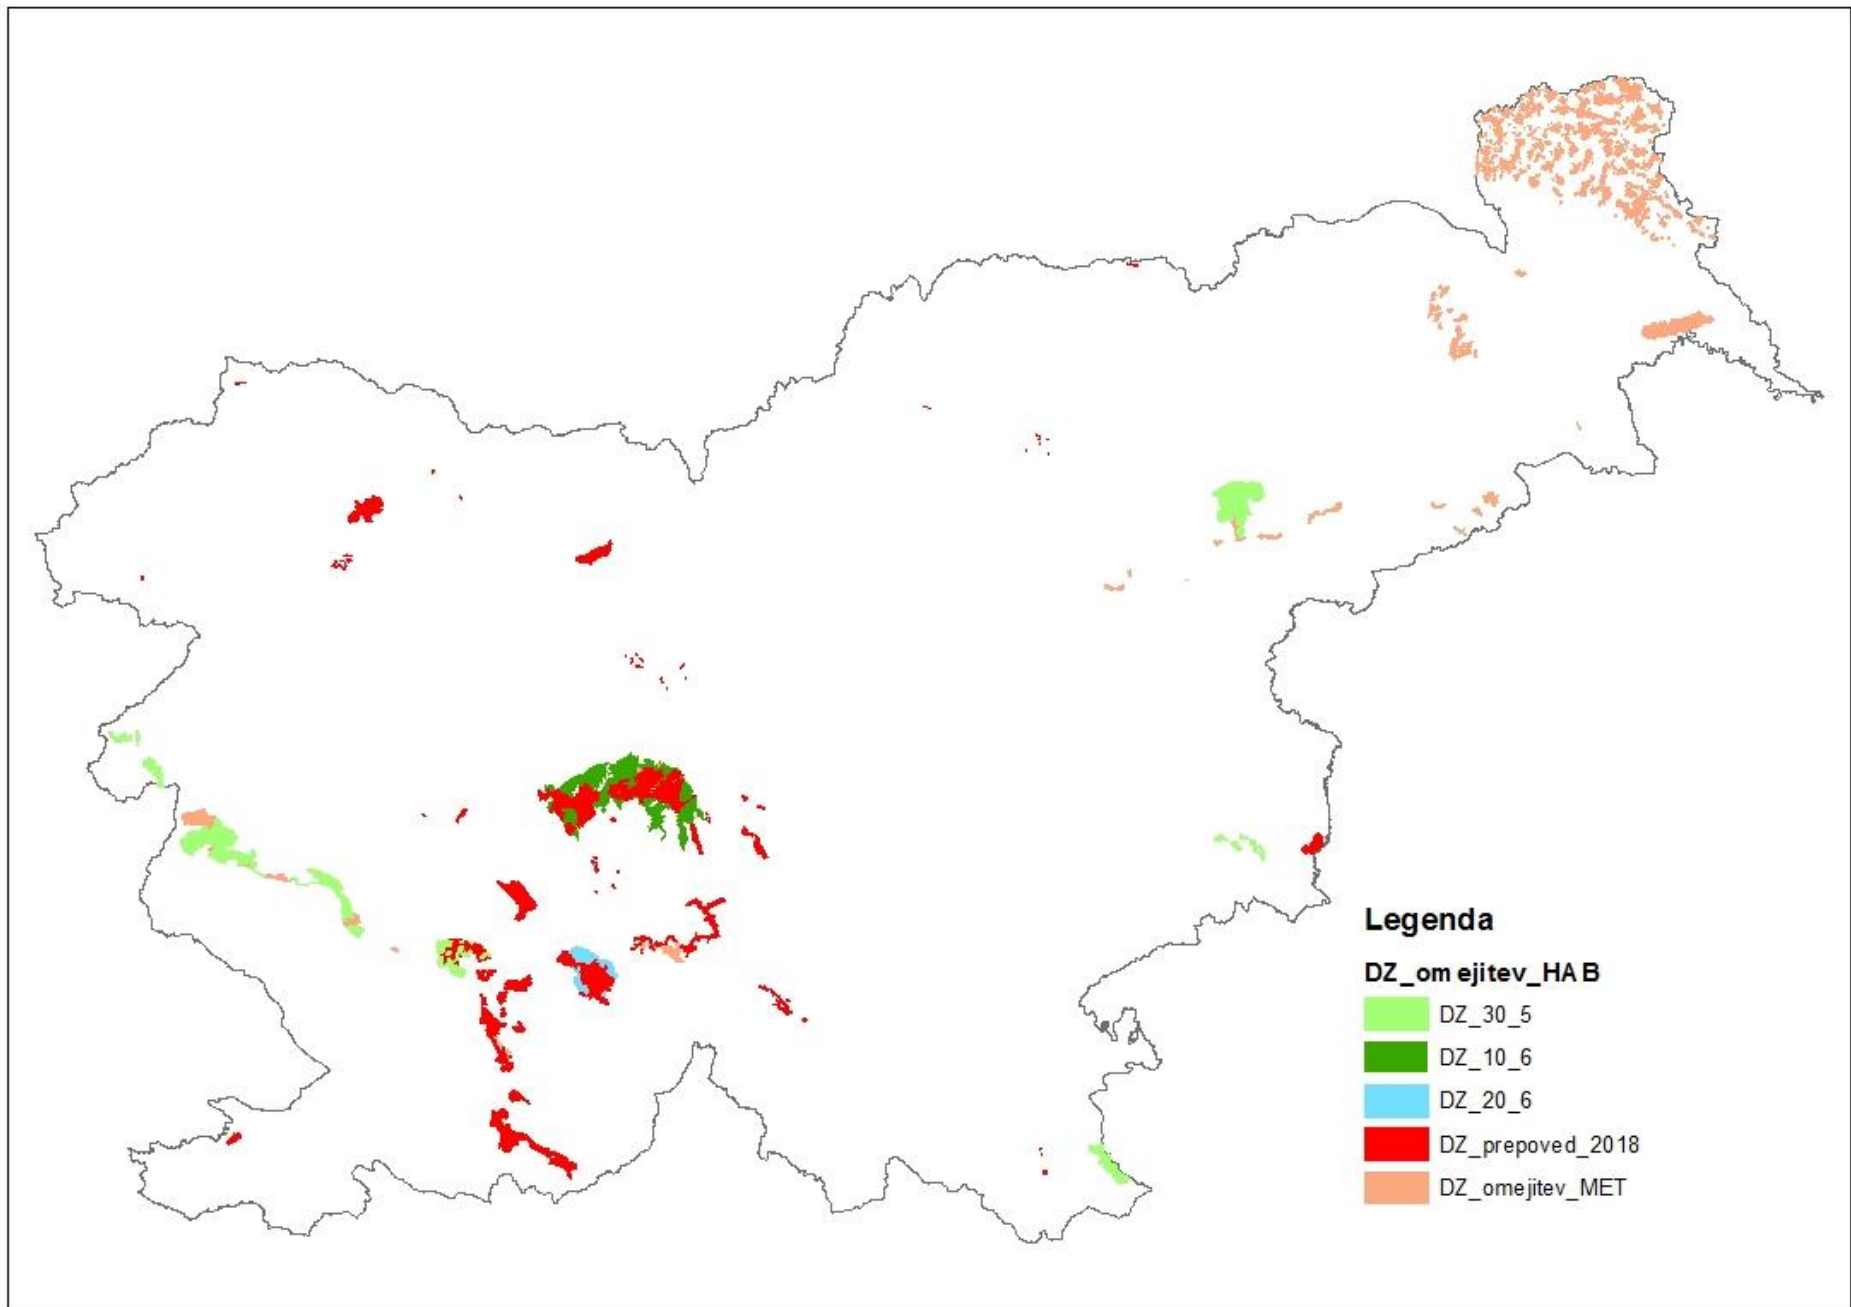 Legenda
DZ_omejitev_HAB
DZ_30_5
DZ_10_6
DZ_20_6
DZ_prepoved_2018
DZ_omejitev_MET